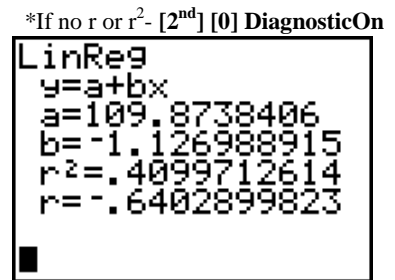 *If no r or r²- [2ⁿᵈ] [0] DiagnosticOn
LinReg
y=a+bx
a=109.8738406
b=-1.126988915
r²=.4099712614
r=-.6402899823